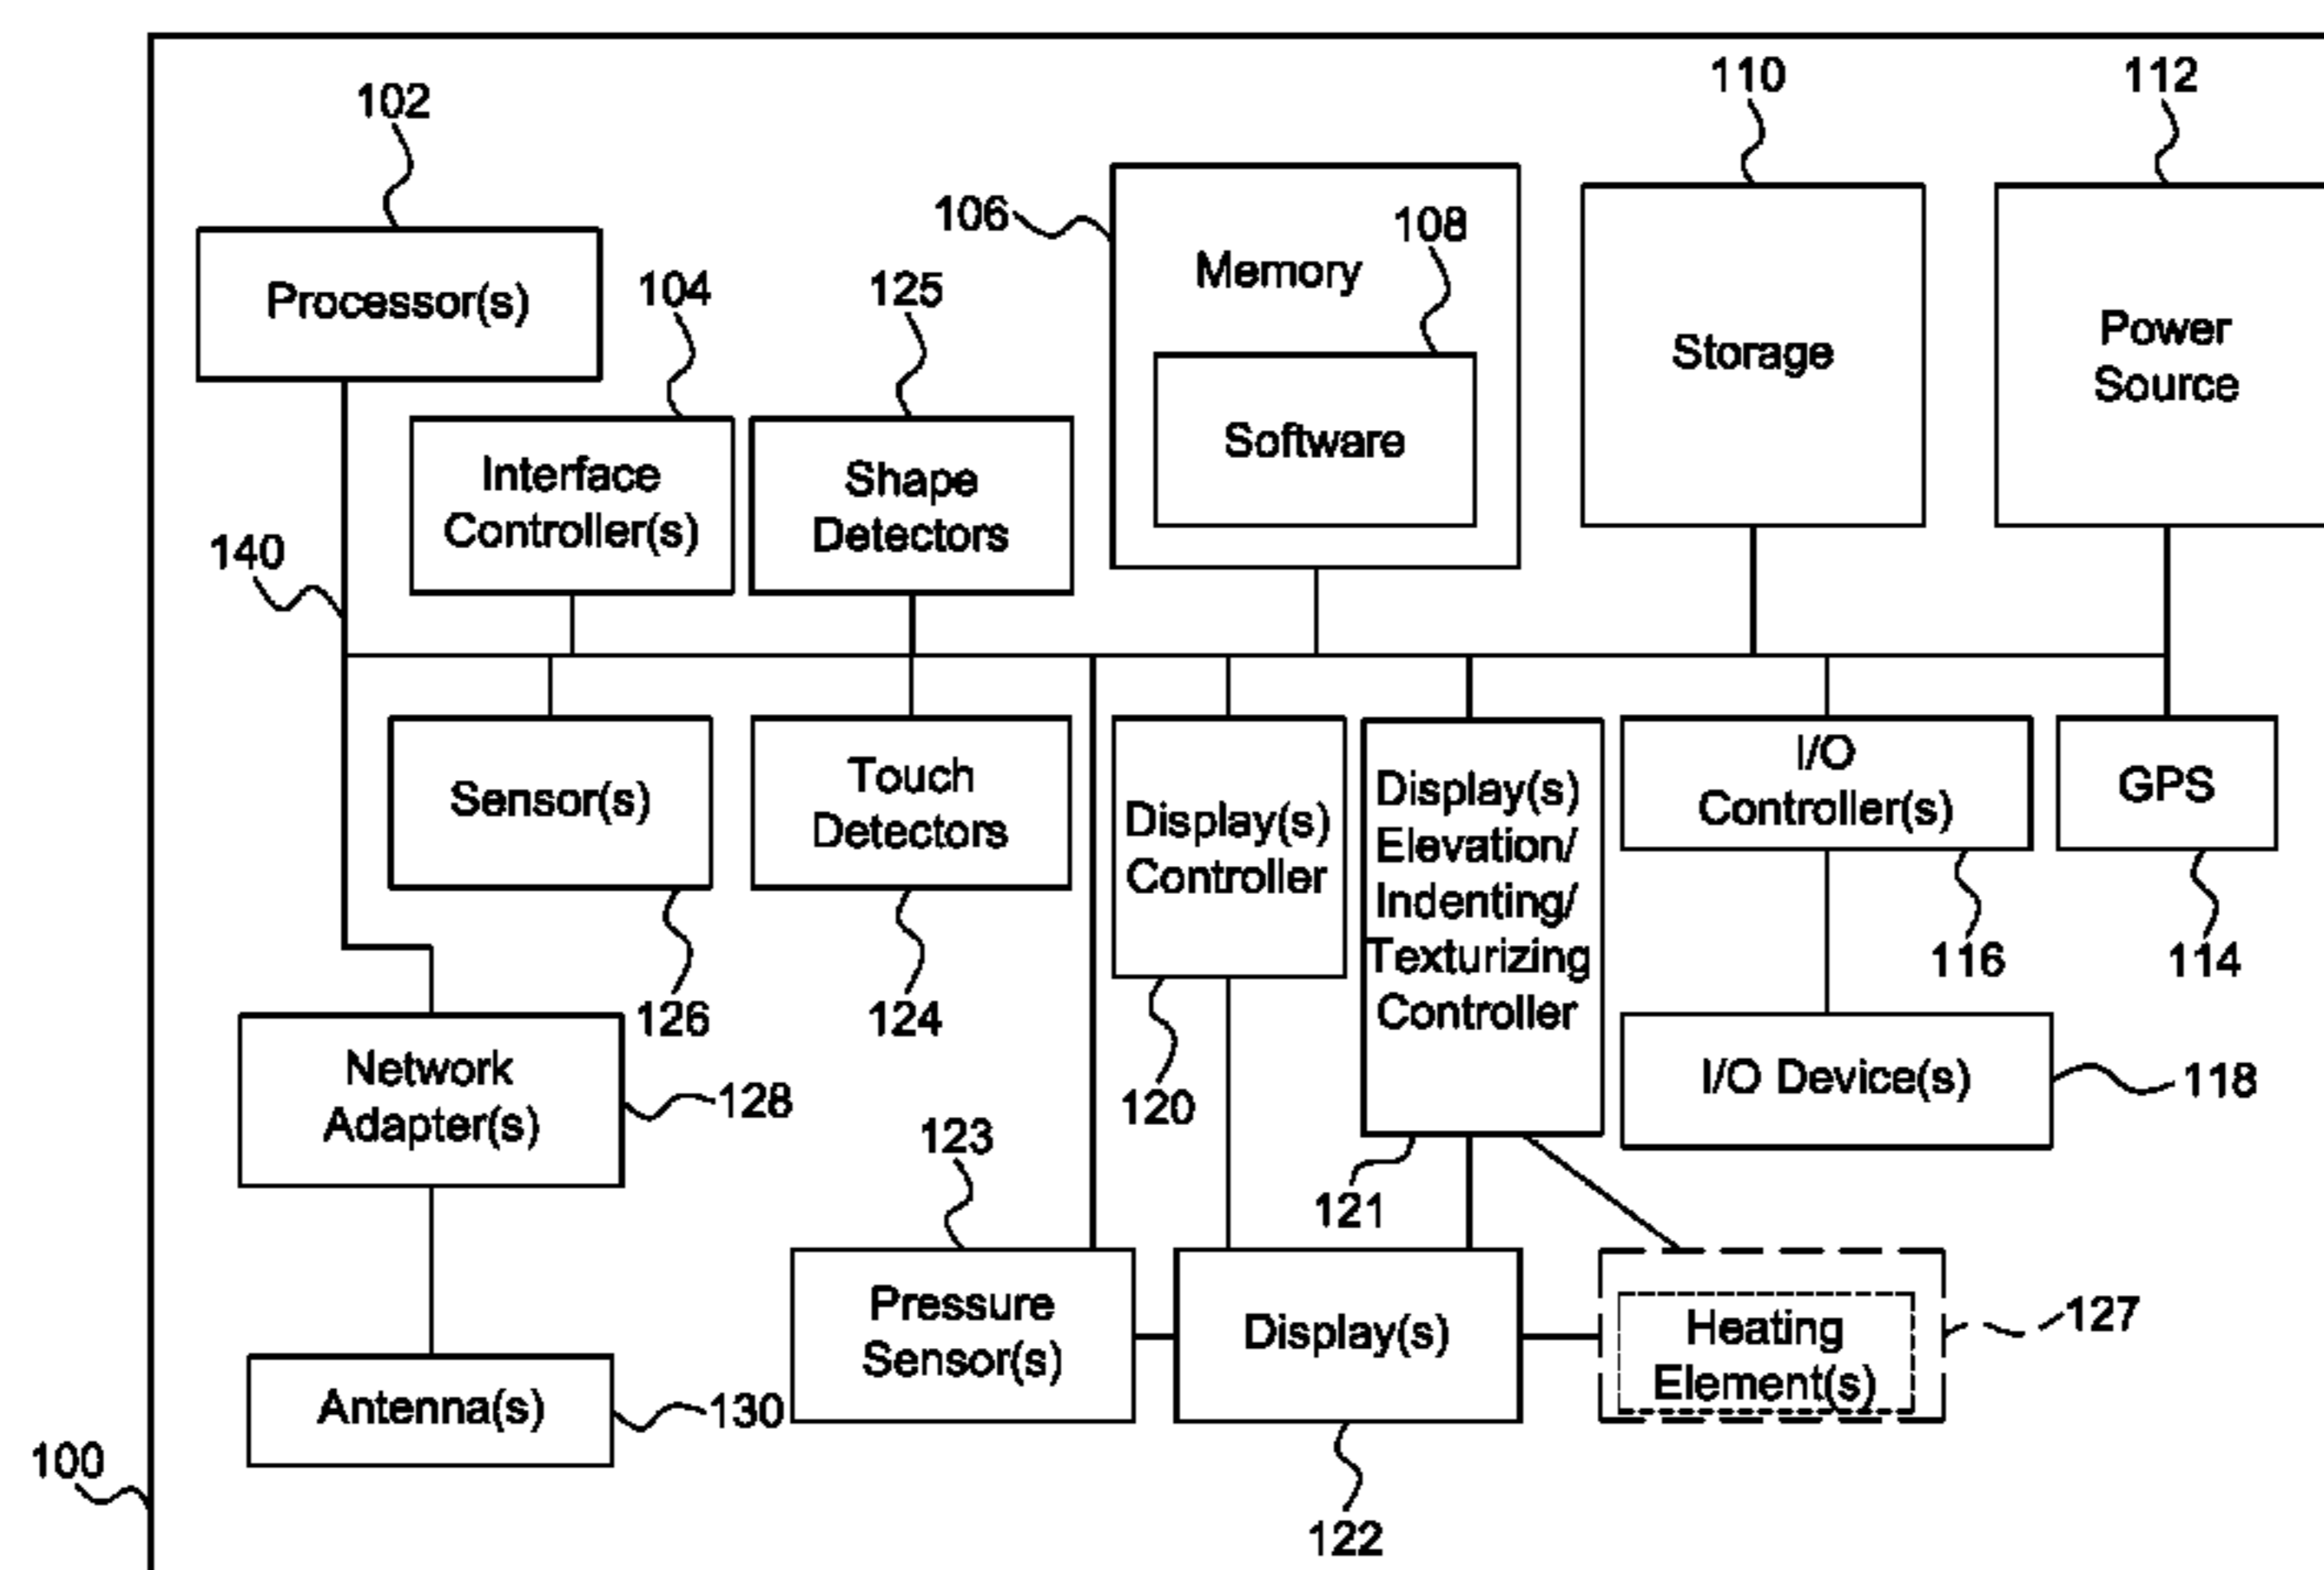 110
112
102
106
108
Memory
104
125
Processor(s)
Power
Source
Storage
Software
Interface
Controller(s)
Shape
Detectors
140
Sensor(s)
Touch
Detectors
Display(s)
Controller
Display(s)
Elevation/
Indenting/
Texturizing
Controller
I/O
Controller(s)
GPS
126
124
116
114
Network
Adapter(s)
128
120
I/O Device(s)
118
123
121
Pressure
Sensor(s)
Display(s)
Heating
Element(s)
127
Antenna(s)
130
100
122